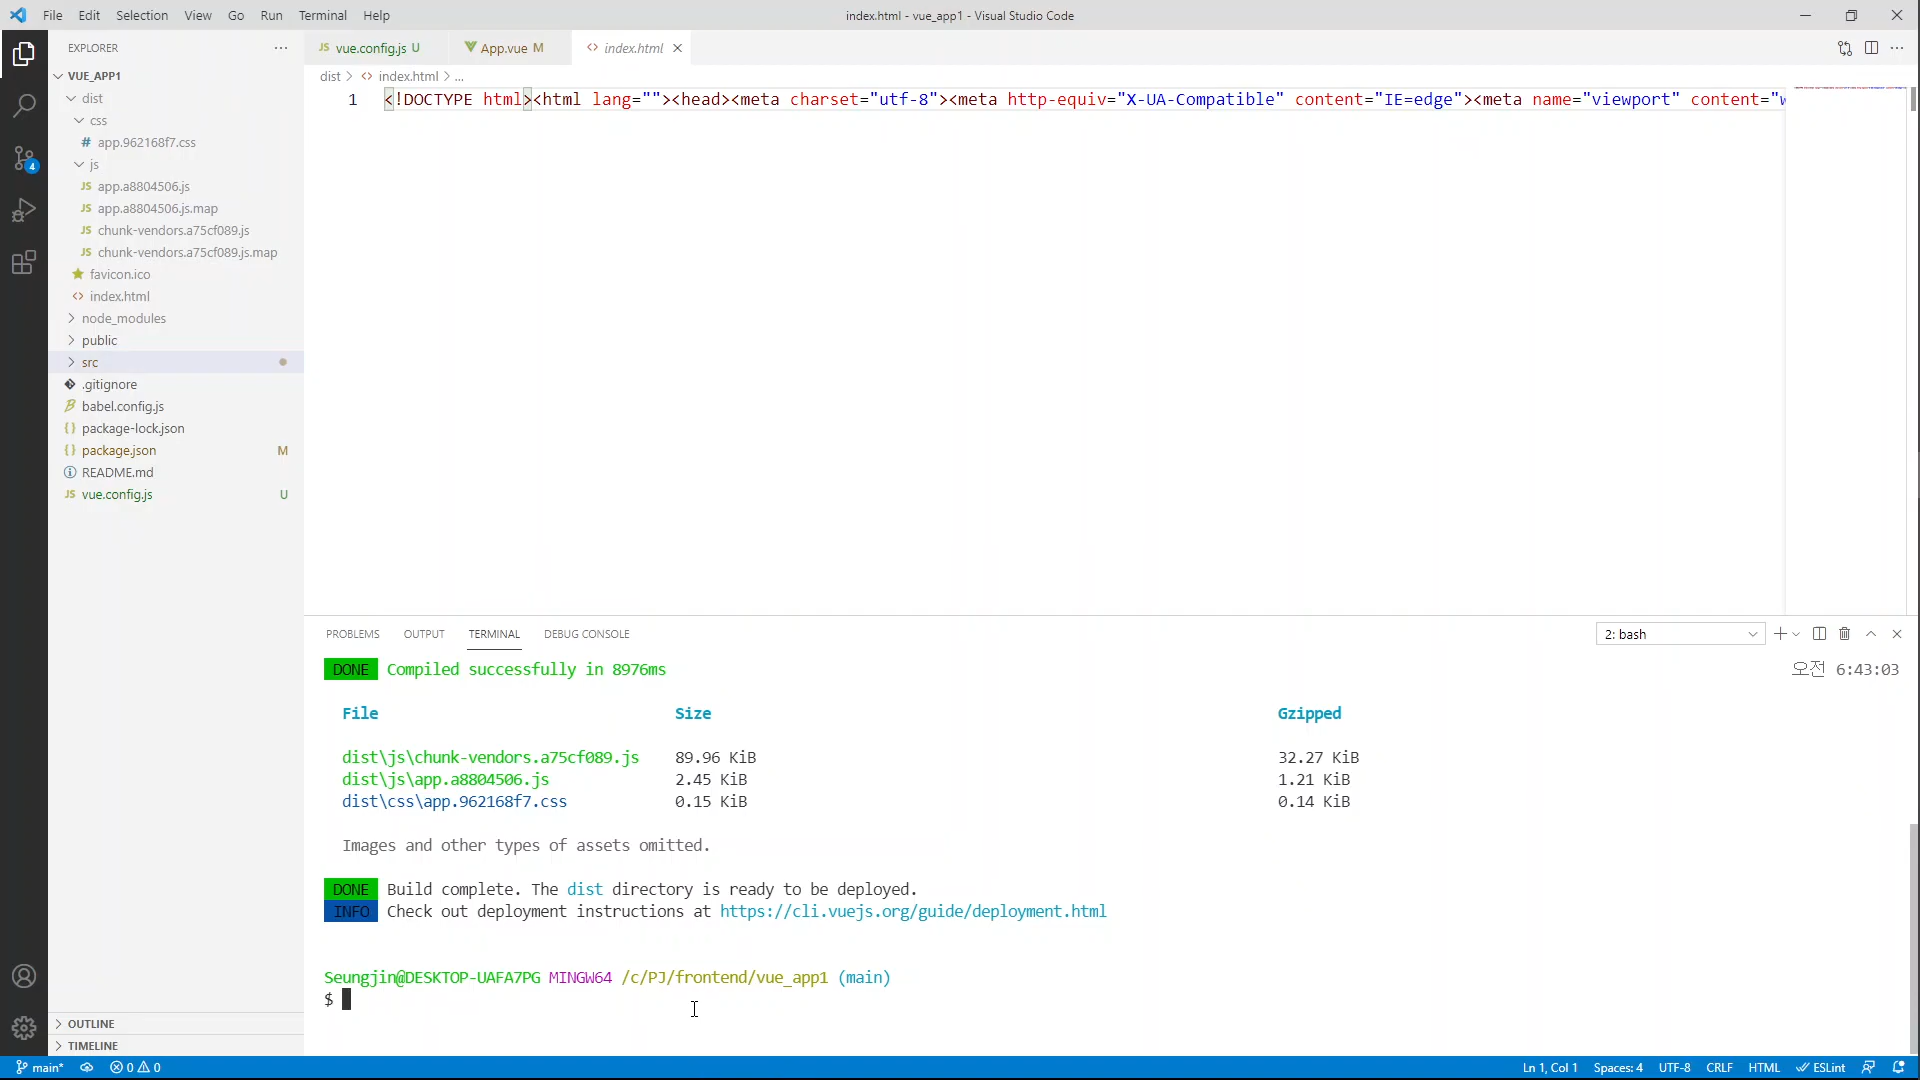 File Edit Selection View Go Run Terminal Help
index.html - vue_app1 - Visual Studio Code
EXPLORER
VUE_APP1
dist
css
# app.962168f7.css
js
JS app.a8804506.js
JS app.a8804506.js.map
JS chunk-vendors.a75cf089.js
JS chunk-vendors.a75cf089.js.map
favicon.ico
<> index.html
node_modules
public
src
.gitignore
babel.config.js
{} package-lock.json
{} package.json M
README.md
JS vue.config.js U
OUTLINE
TIMELINE
4
JS vue.config.js U
App.vue M
<> index.html
dist > <> index.html > ...
1 <!DOCTYPE html><html lang=""><head><meta charset="utf-8"><meta http-equiv="X-UA-Compatible" content="IE=edge"><meta name="viewport" content="w
PROBLEMS OUTPUT TERMINAL DEBUG CONSOLE
2: bash
DONE Compiled successfully in 8976ms 오전 6:43:03
File Size Gzipped
dist\js\chunk-vendors.a75cf089.js 89.96 KiB 32.27 KiB
dist\js\app.a8804506.js 2.45 KiB 1.21 KiB
dist\css\app.962168f7.css 0.15 KiB 0.14 KiB
Images and other types of assets omitted.
DONE Build complete. The dist directory is ready to be deployed.
INFO Check out deployment instructions at https://cli.vuejs.org/guide/deployment.html
Seungjin@DESKTOP-UAFA7PG MINGW64 /c/PJ/frontend/vue_app1 (main)
$
main* 0 0
Ln 1, Col 1 Spaces: 4 UTF-8 CRLF HTML ESLint